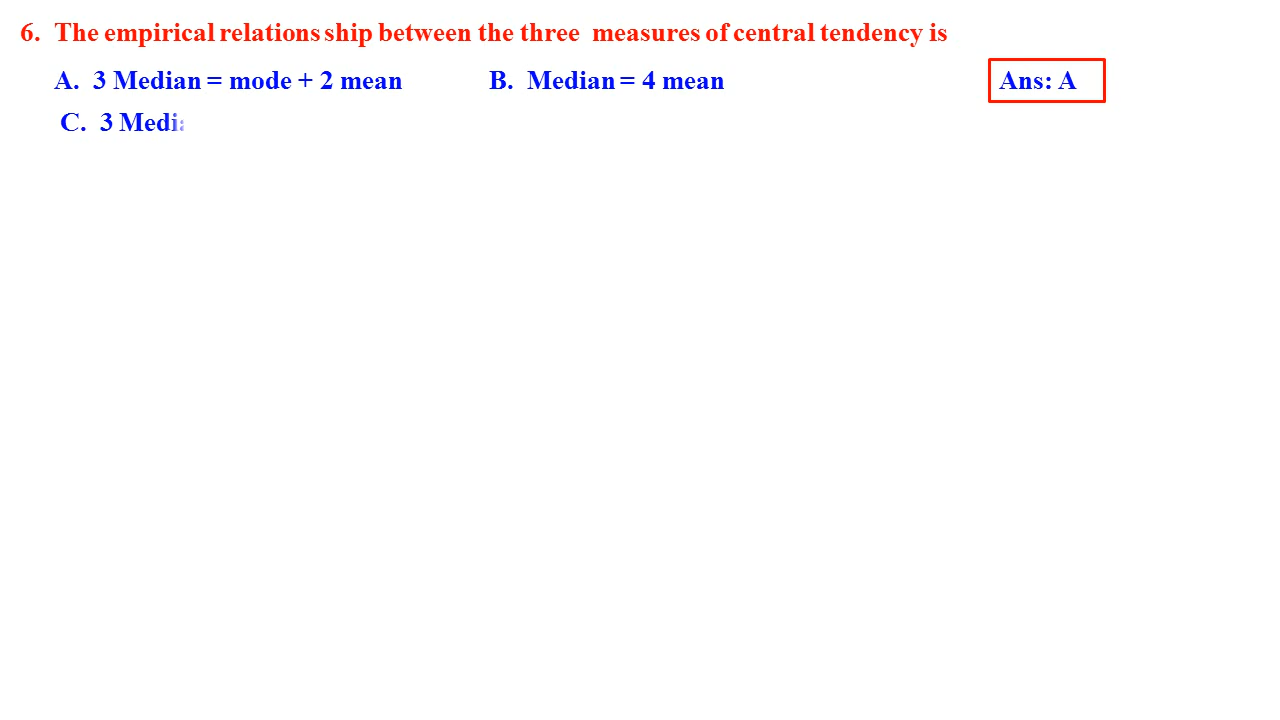 6. The empirical relations ship between the three measures of central tendency is
A. 3 Median = mode + 2 mean B. Median = 4 mean Ans: A
C. 3